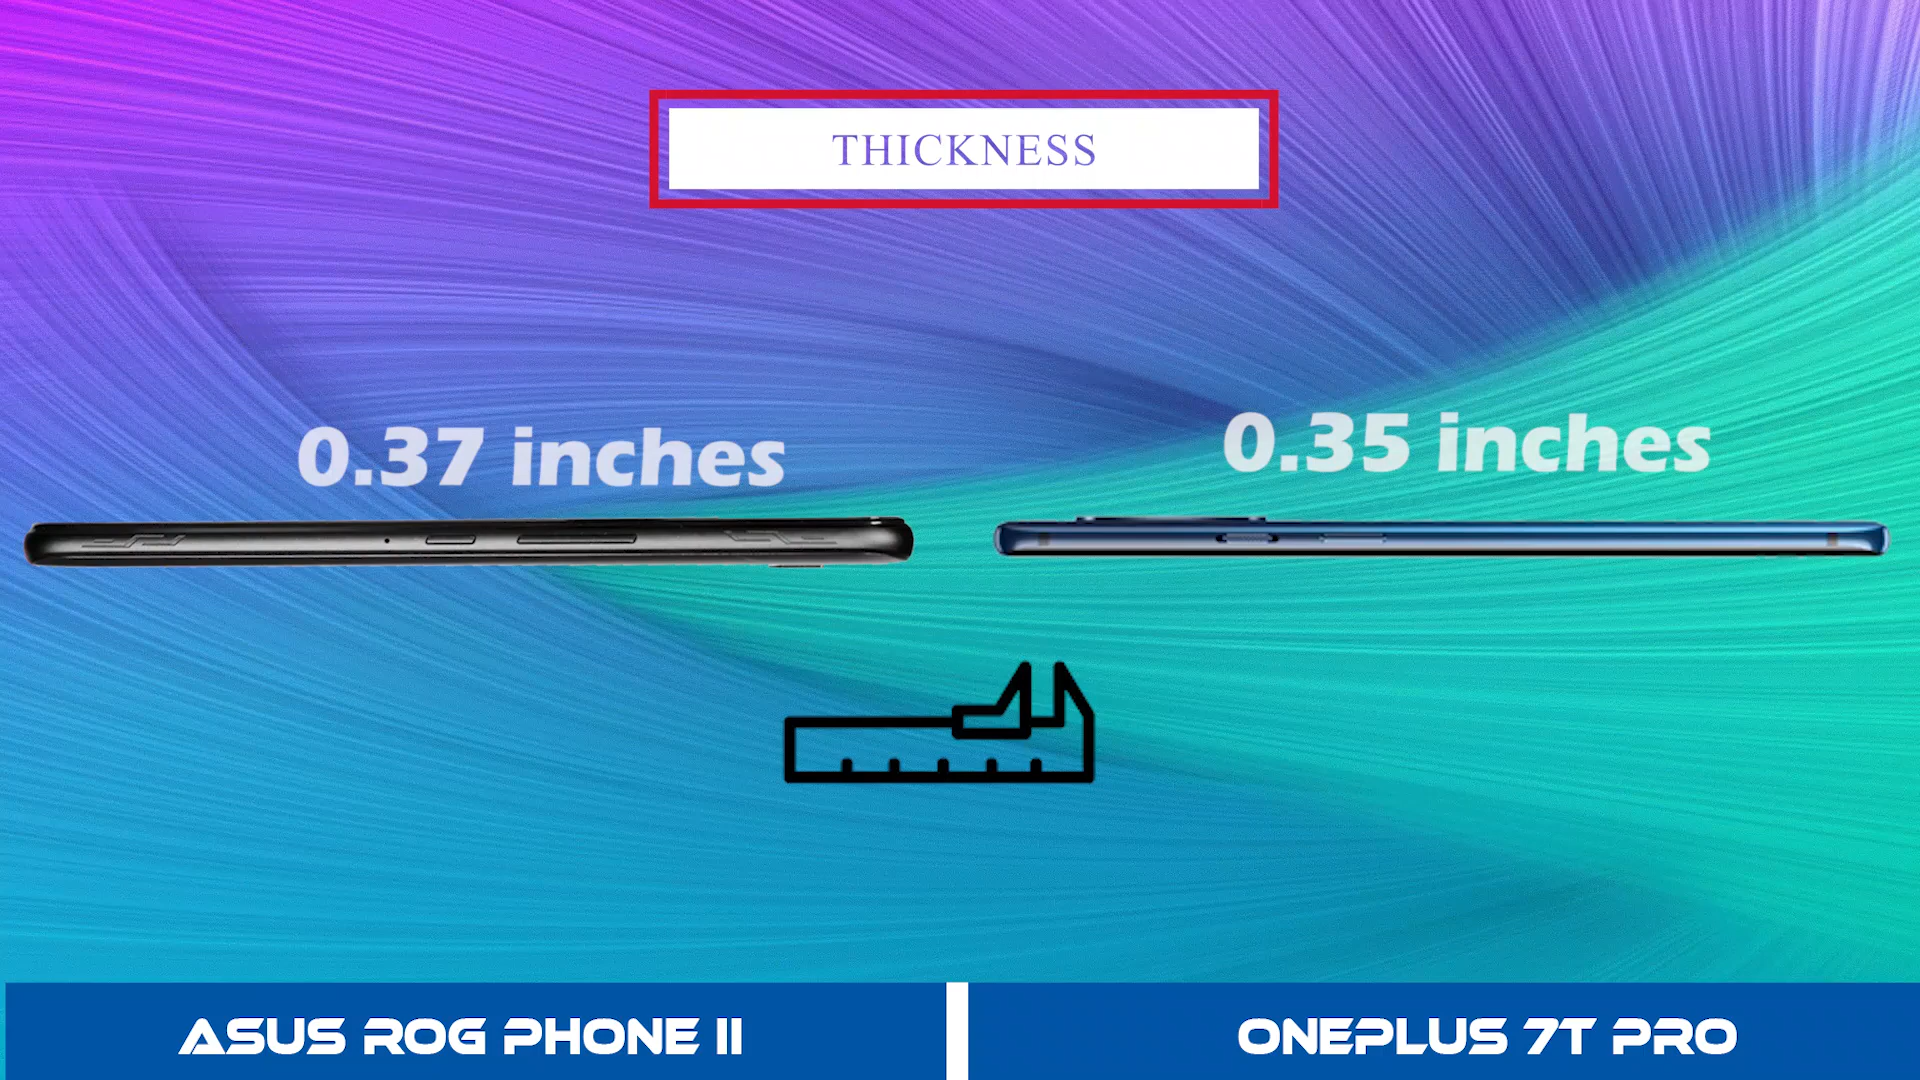 THICKNESS
0.37 inches
0.35 inches
ASUS ROG PHONE II
ONEPLUS 7T PRO